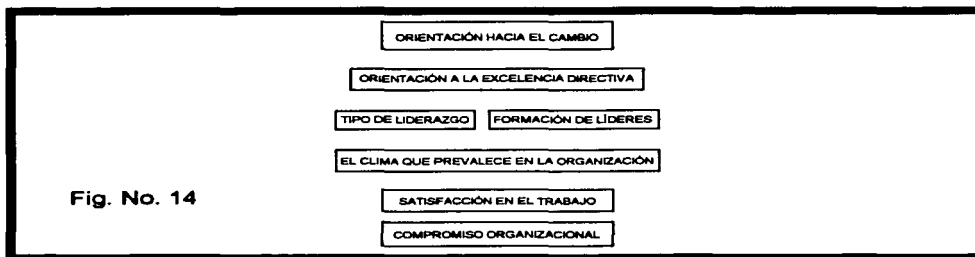 ORIENTACIÓN HACIA EL CAMBIO
ORIENTACIÓN A LA EXCELENCIA DIRECTIVA
TIPO DE LIDERAZGO FORMACIÓN DE LÍDERES
EL CLIMA QUE PREVALECE EN LA ORGANIZACIÓN
Fig. No. 14
SATISFACCIÓN EN EL TRABAJO
COMPROMISO ORGANIZACIONAL